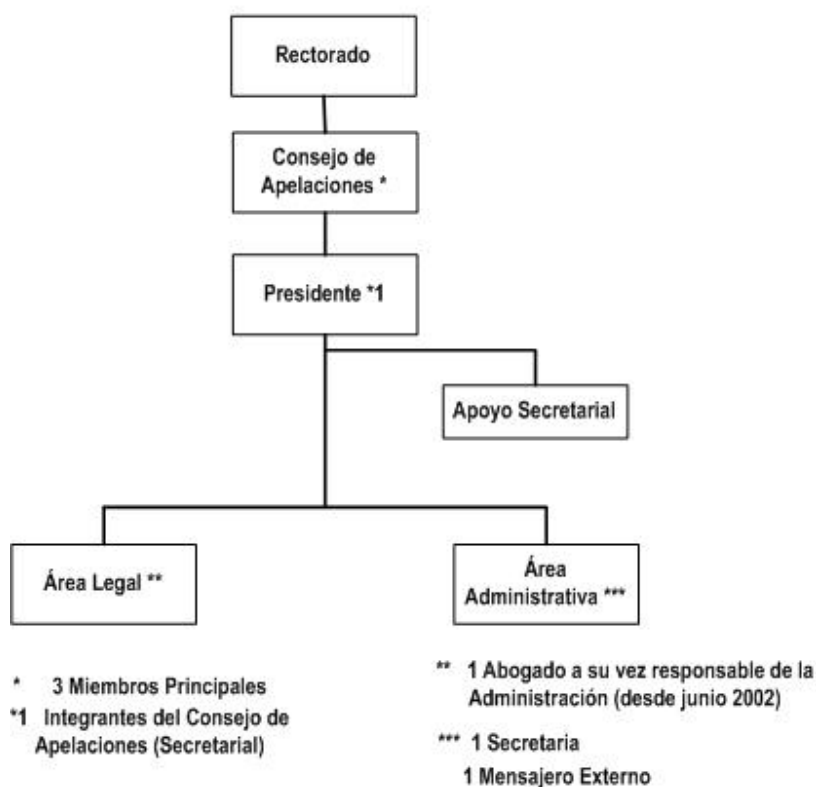 Rectorado
Consejo de
Apelaciones *
Presidente *1
Apoyo Secretarial
Área Legal **
Área
Administrativa ***
* 3 Miembros Principales
*1 Integrantes del Consejo de
Apelaciones (Secretarial)
** 1 Abogado a su vez responsable de la
Administración (desde junio 2002)
*** 1 Secretaria
1 Mensajero Externo